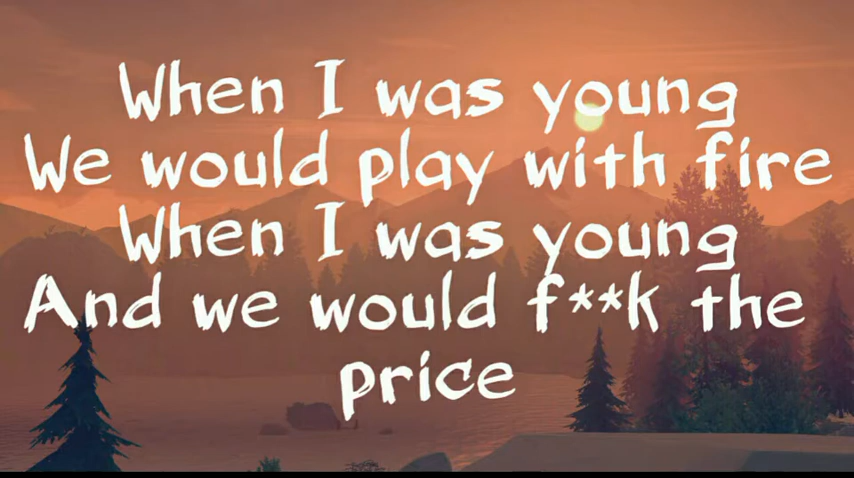 When I was young
We would play with fire
When I was young
And we would f**k the
price